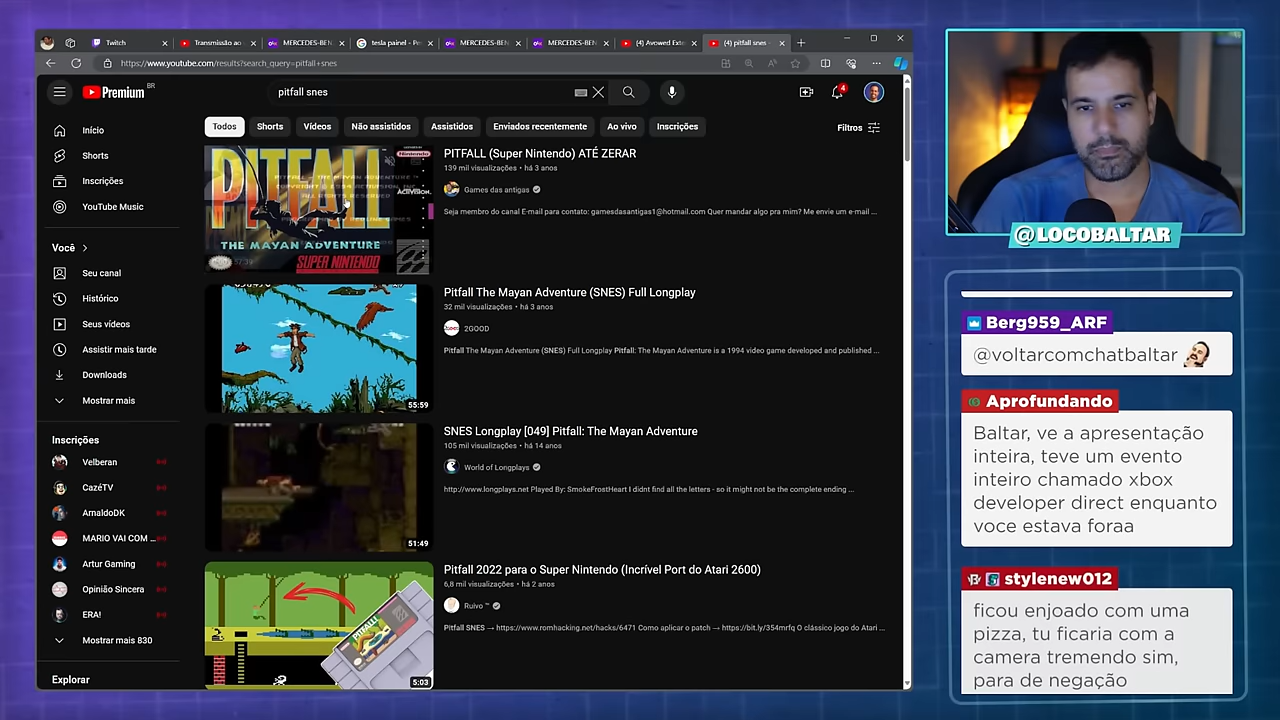 Twitch
Transmissão ao
MERCEDES-BEN
tesla painel - Pe
MERCEDES-BEN
MERCEDES-BEN
(4) Avowed Exte
(4) pitfall snes
https://www.youtube.com/results?search_query=pitfall+snes
Premium BR
pitfall snes
4
Todos
Shorts
Vídeos
Não assistidos
Assistidos
Enviados recentemente
Ao vivo
Inscrições
Filtros
Início
Shorts
Inscrições
YouTube Music
Você
Seu canal
Histórico
Seus vídeos
Assistir mais tarde
Downloads
Mostrar mais
Inscrições
Velberan
CazéTV
ArnaldoDK
MARIO VAI COM ...
Artur Gaming
Opinião Sincera
ERA!
Mostrar mais 830
Explorar
PITFALL
THE MAYAN ADVENTURE
SUPER NINTENDO
Nintendo
ACTIVISION.
PITFALL (Super Nintendo) ATÉ ZERAR
139 mil visualizações • há 3 anos
Games das antigas
Seja membro do canal E-mail para contato: gamesdasantigas1@hotmail.com Quer mandar algo pra mim? Me envie um e-mail ...
55:59
Pitfall The Mayan Adventure (SNES) Full Longplay
32 mil visualizações • há 3 anos
2GOOD
Pitfall The Mayan Adventure (SNES) Full Longplay Pitfall: The Mayan Adventure is a 1994 video game developed and published ...
51:49
SNES Longplay [049] Pitfall: The Mayan Adventure
105 mil visualizações • há 14 anos
World of Longplays
http://www.longplays.net Played By: SmokeFrostHeart I didnt find all the letters - so it might not be the complete ending ...
PITFALL!
5:03
Pitfall 2022 para o Super Nintendo (Incrível Port do Atari 2600)
6,8 mil visualizações • há 2 anos
Ruivo ™
Pitfall SNES → https://www.romhacking.net/hacks/6471 Como aplicar o patch → https://bit.ly/354mrfq O clássico jogo do Atari ...
@LOCOBALTAR
Berg959_ARF
@voltarcomchatbaltar
Aprofundando
Baltar, ve a apresentação
inteira, teve um evento
inteiro chamado xbox
developer direct enquanto
voce estava foraa
stylenew012
ficou enjoado com uma
pizza, tu ficaria com a
camera tremendo sim,
para de negação